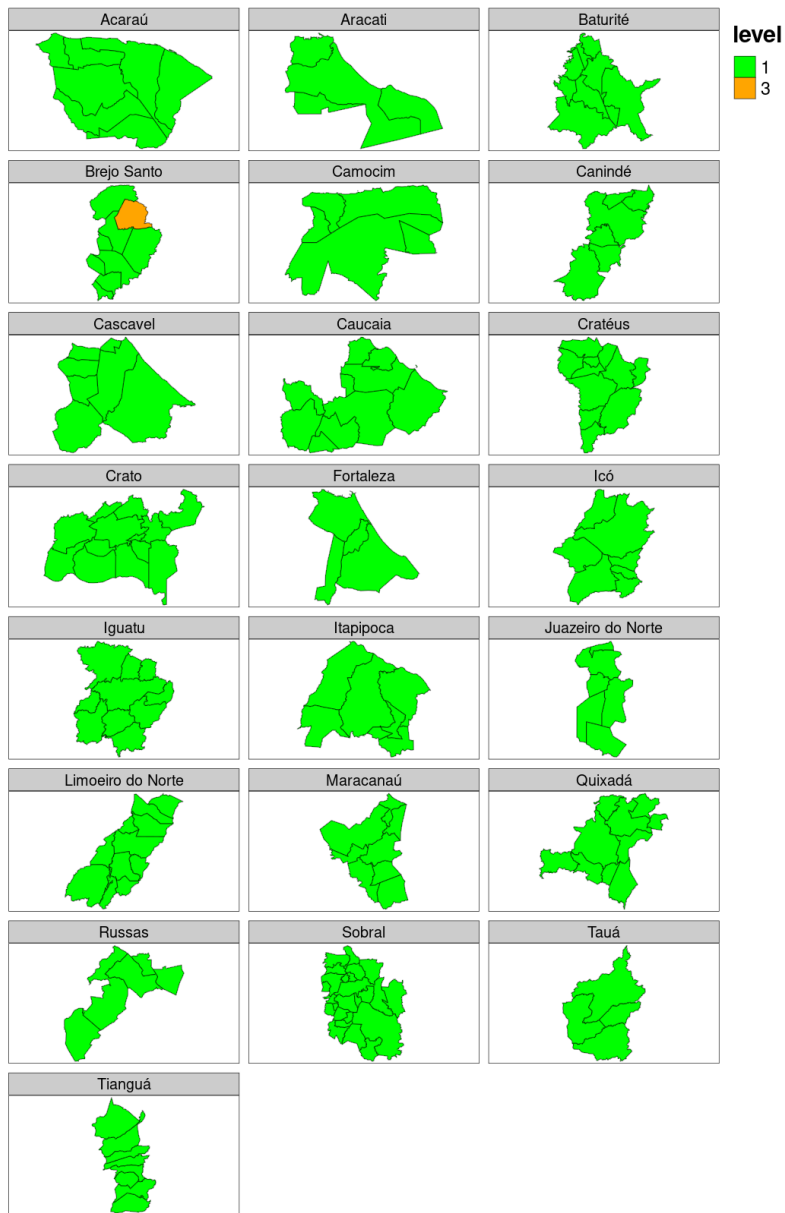 Acaraú
Aracati
Baturité
level
1
3
Brejo Santo
Camocim
Canindé
Cascavel
Caucaia
Cratéus
Crato
Fortaleza
Icó
Iguatu
Itapipoca
Juazeiro do Norte
Limoeiro do Norte
Maracanaú
Quixadá
Russas
Sobral
Tauá
Tianguá